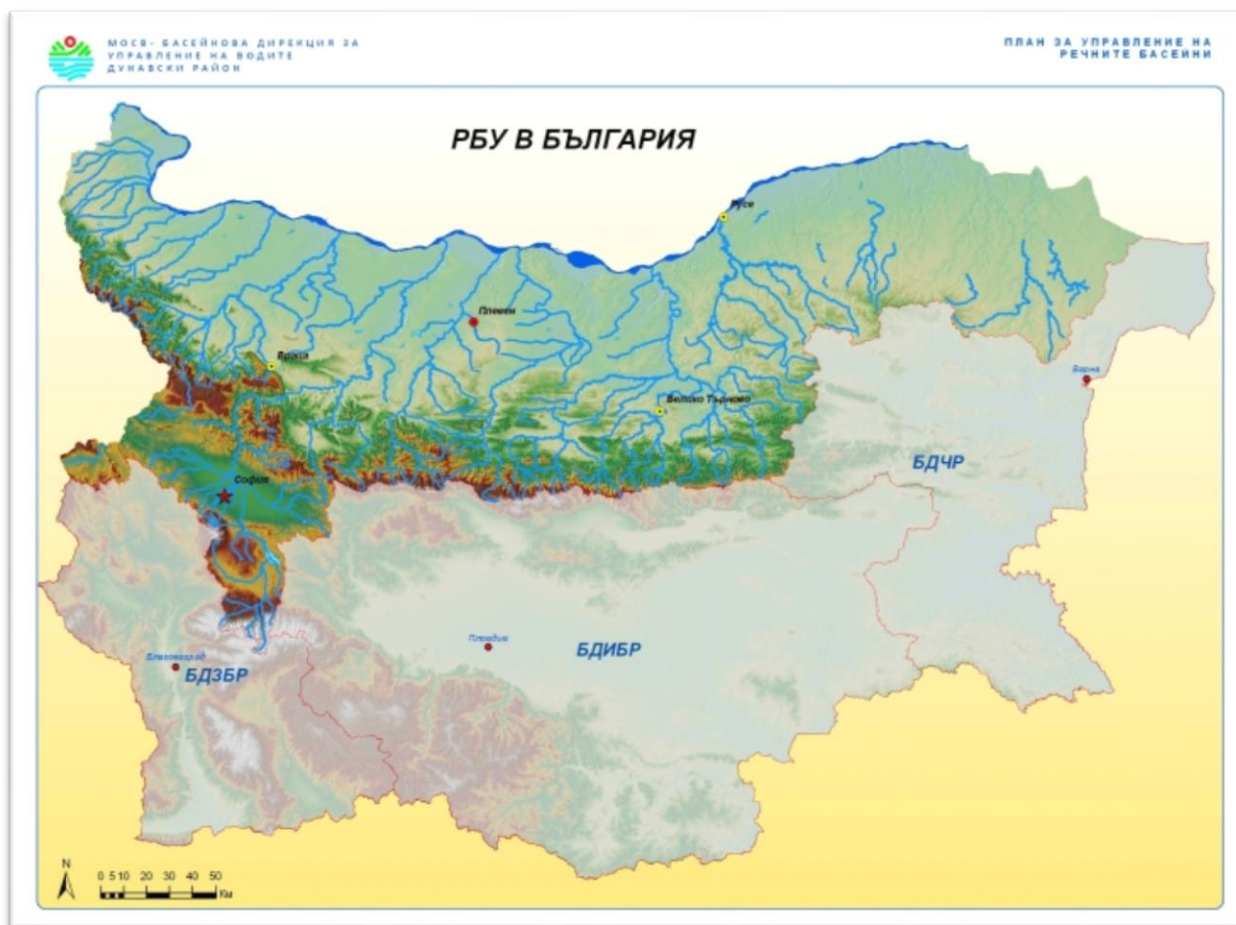 МОСВ- БАСЕЙНОВА ДИРЕКЦИЯ ЗА
УПРАВЛЕНИЕ НА ВОДИТЕ
ДУНАВСКИ РАЙОН
ПЛАН ЗА УПРАВЛЕНИЕ НА
РЕЧНИТЕ БАСЕЙНИ
РБУ В БЪЛГАРИЯ
Русе
Плевен
Враца
Варна
Велико Търново
БДЧР
София
Пловдив
БДИБР
Благоевград
БДЗБР
N
0 5 10 20 30 40 50
Км